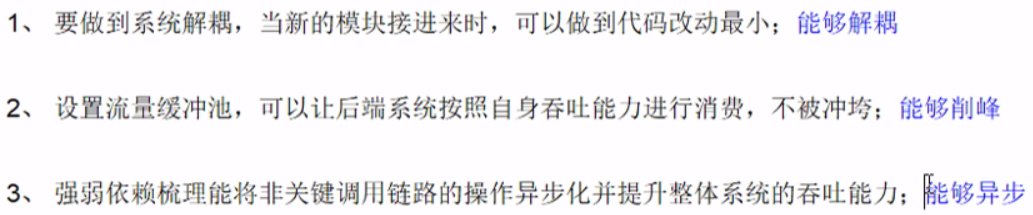 1、 要做到系统解耦，当新的模块接进来时，可以做到代码改动最小；能够解耦
2、 设置流量缓冲池，可以让后端系统按照自身吞吐能力进行消费，不被冲垮；能够削峰
3、 强弱依赖梳理能将非关键调用链路的操作异步化并提升整体系统的吞吐能力；能够异步